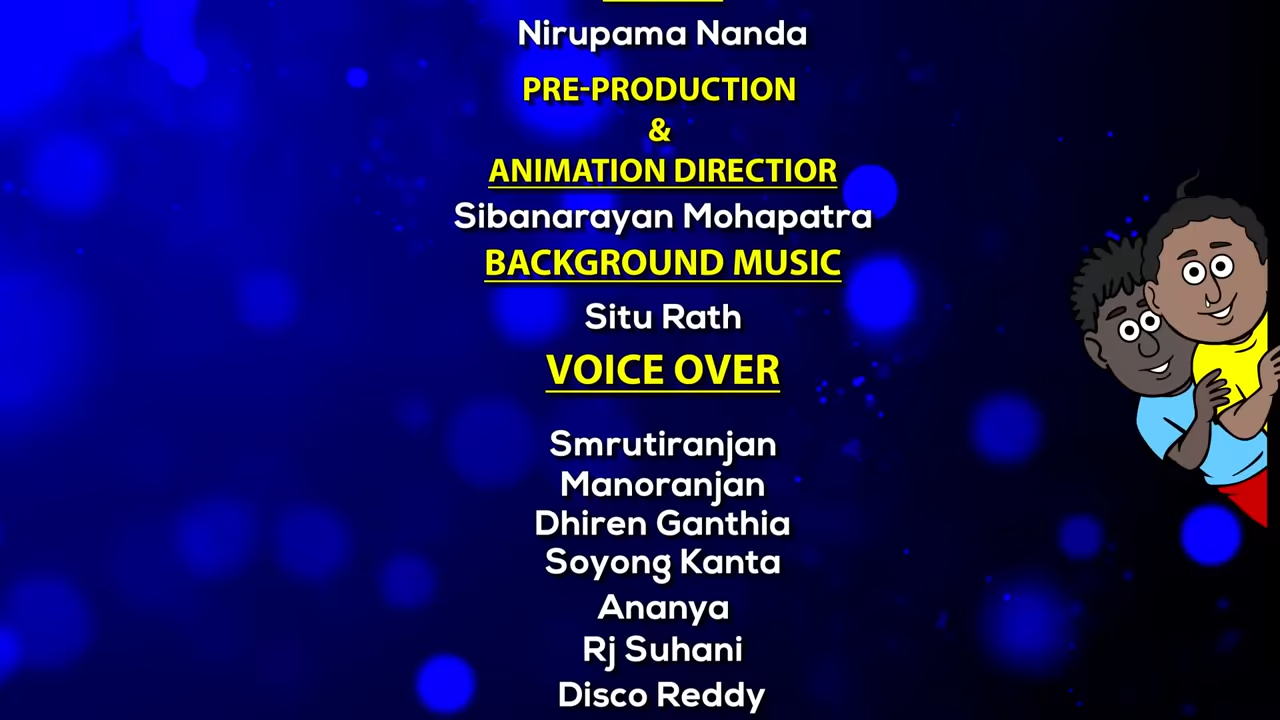 Nirupama Nanda
PRE-PRODUCTION
&
ANIMATION DIRECTIOR
Sibanarayan Mohapatra
BACKGROUND MUSIC
Situ Rath
VOICE OVER
Smrutiranjan
Manoranjan
Dhiren Ganthia
Soyong Kanta
Ananya
Rj Suhani
Disco Reddy